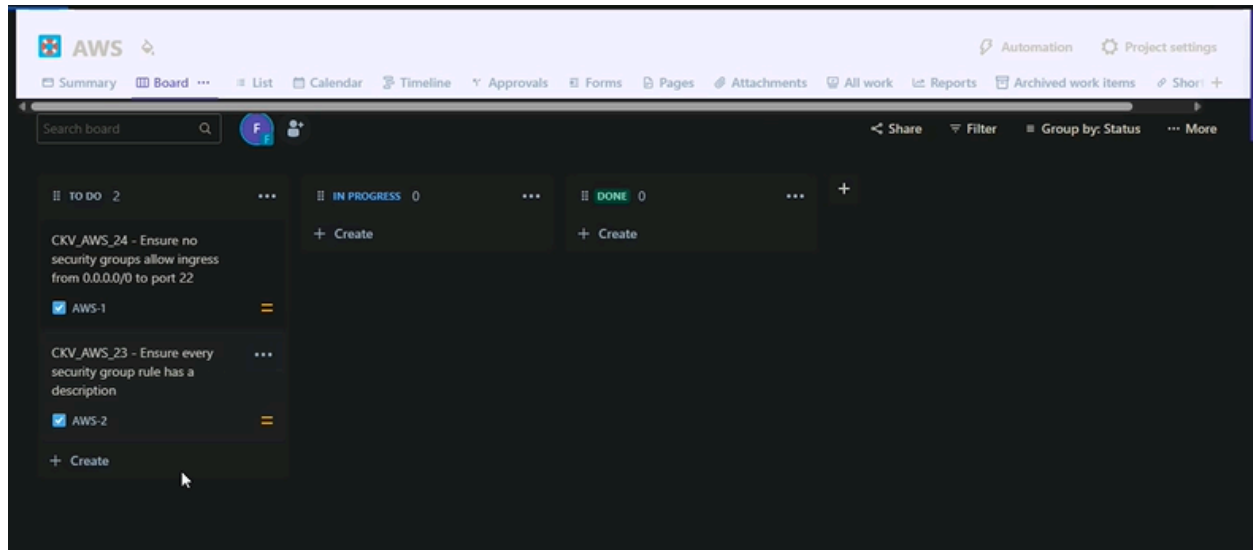 AWS
Automation Project settings
Summary Board ··· List Calendar Timeline Approvals Forms Pages Attachments All work Reports Archived work items +
Search board F F Share Filter Group by: Status ··· More
TO DO 2 ··· IN PROGRESS 0 ··· DONE 0 ··· +
+ Create + Create
CKV_AWS_24 - Ensure no
security groups allow ingress
from 0.0.0.0/0 to port 22
AWS-1
CKV_AWS_23 - Ensure every ···
security group rule has a
description
AWS-2
+ Create